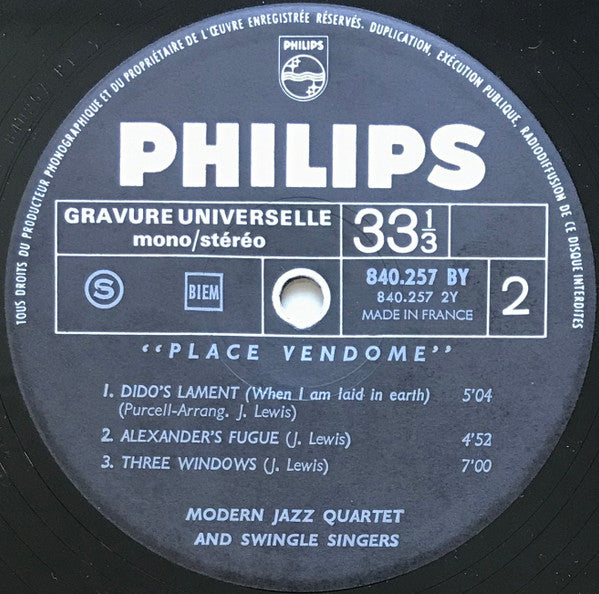 TOUS DROITS DU PRODUCTEUR PHONOGRAPHIQUE ET DU PROPRIÉTAIRE DE L'ŒUVRE ENREGISTRÉE RÉSERVÉS. DUPLICATION, EXÉCUTION PUBLIQUE, RADIODIFFUSION DE CE DISQUE INTERDITES
PHILIPS
PHILIPS
GRAVURE UNIVERSELLE
mono/stéréo
33 1/3
S
BIEM
840.257 BY
840.257 2Y
MADE IN FRANCE
2
“PLACE VENDOME”
1. DIDO'S LAMENT (When I am laid in earth) 5'04
(Purcell-Arrang. J. Lewis)
2. ALEXANDER'S FUGUE (J. Lewis) 4'52
3. THREE WINDOWS (J. Lewis) 7'00
MODERN JAZZ QUARTET
AND SWINGLE SINGERS